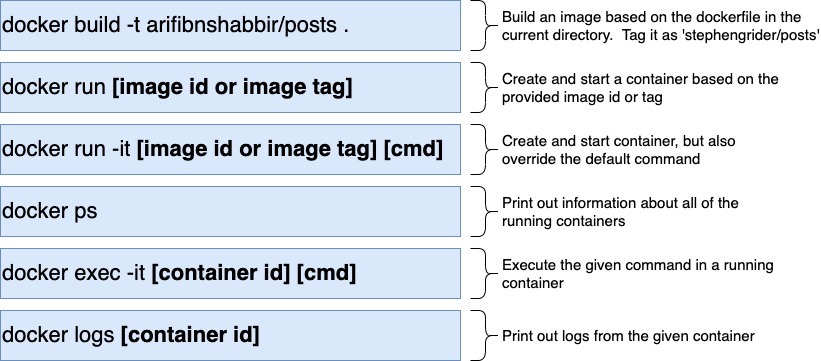 docker build -t arifibnshabbir/posts .
Build an image based on the dockerfile in the
current directory.  Tag it as 'stephengrider/posts'
docker run [image id or image tag]
Create and start a container based on the
provided image id or tag
docker run -it [image id or image tag] [cmd]
Create and start container, but also
override the default command
docker ps
Print out information about all of the
running containers
docker exec -it [container id] [cmd]
Execute the given command in a running
container
docker logs [container id]
Print out logs from the given container